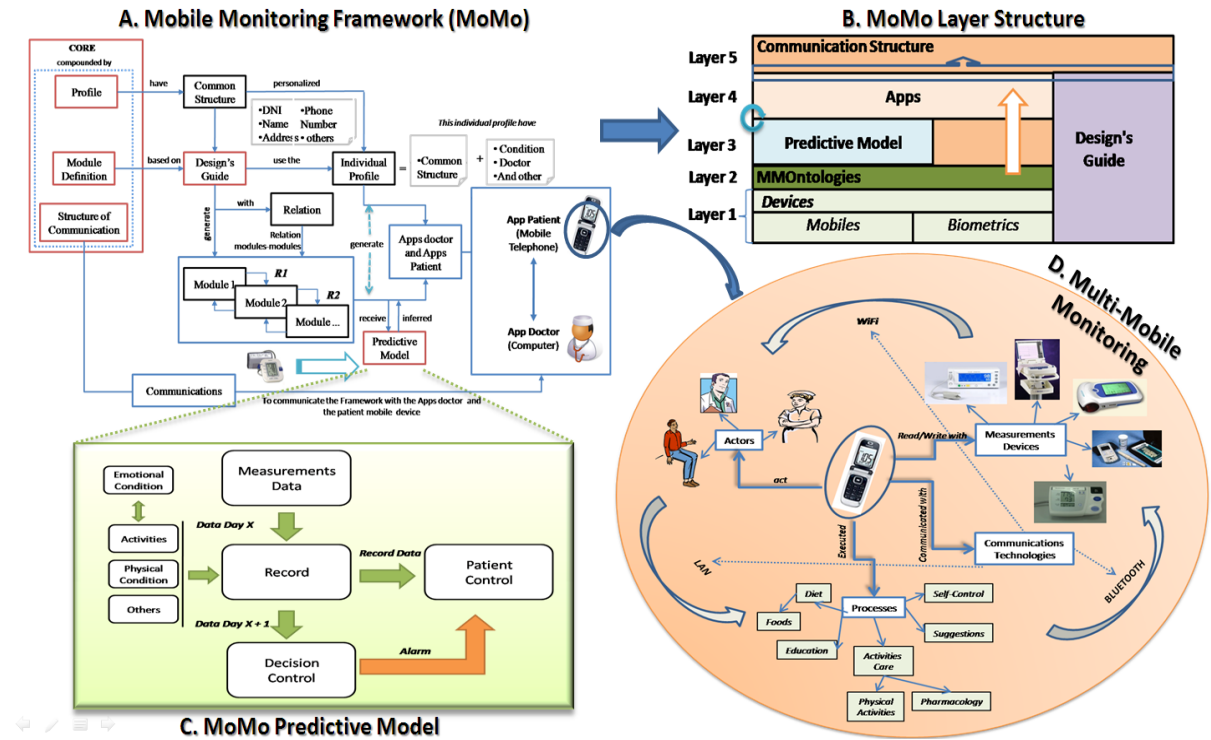 A. Mobile Monitoring Framework (MoMo)
CORE
compounded by
Profile
have
Common
Structure
personalized
•DNI
•Name
•Address
•Phone
Number
• others
This individual profile have
Module
Definition
based on
Design's
Guide
use the
Individual
Profile
=
•Common
Structure
+
• Condition
• Doctor
•And other
Structure of
Communication
generate
with
Relation
Relation
modules-modules
generate
Apps doctor
and Apps
Patient
App Patient
(Mobile
Telephone)
App Doctor
(Computer)
Module 1
R1
Module 2
R2
Module ...
receive
inferred
Predictive
Model
Communications
To communicate the Framework with the Apps doctor and
the patient mobile device
B. MoMo Layer Structure
Layer 5
Communication Structure
Layer 4
Apps
Layer 3
Predictive Model
Design's
Guide
Layer 2
MMOntologies
Layer 1
Devices
Mobiles
Biometrics
Emotional
Condition
Measurements
Data
Activities
Data Day X
Physical
Condition
Record
Record Data
Patient
Control
Others
Data Day X + 1
Decision
Control
Alarm
C. MoMo Predictive Model
D. Multi-Mobile
Monitoring
WiFi
Actors
Read/Write with
Measurements
Devices
act
Executed
Communicated with
Communications
Technologies
LAN
BLUETOOTH
Diet
Processes
Self-Control
Foods
Suggestions
Education
Activities
Care
Physical
Activities
Pharmacology